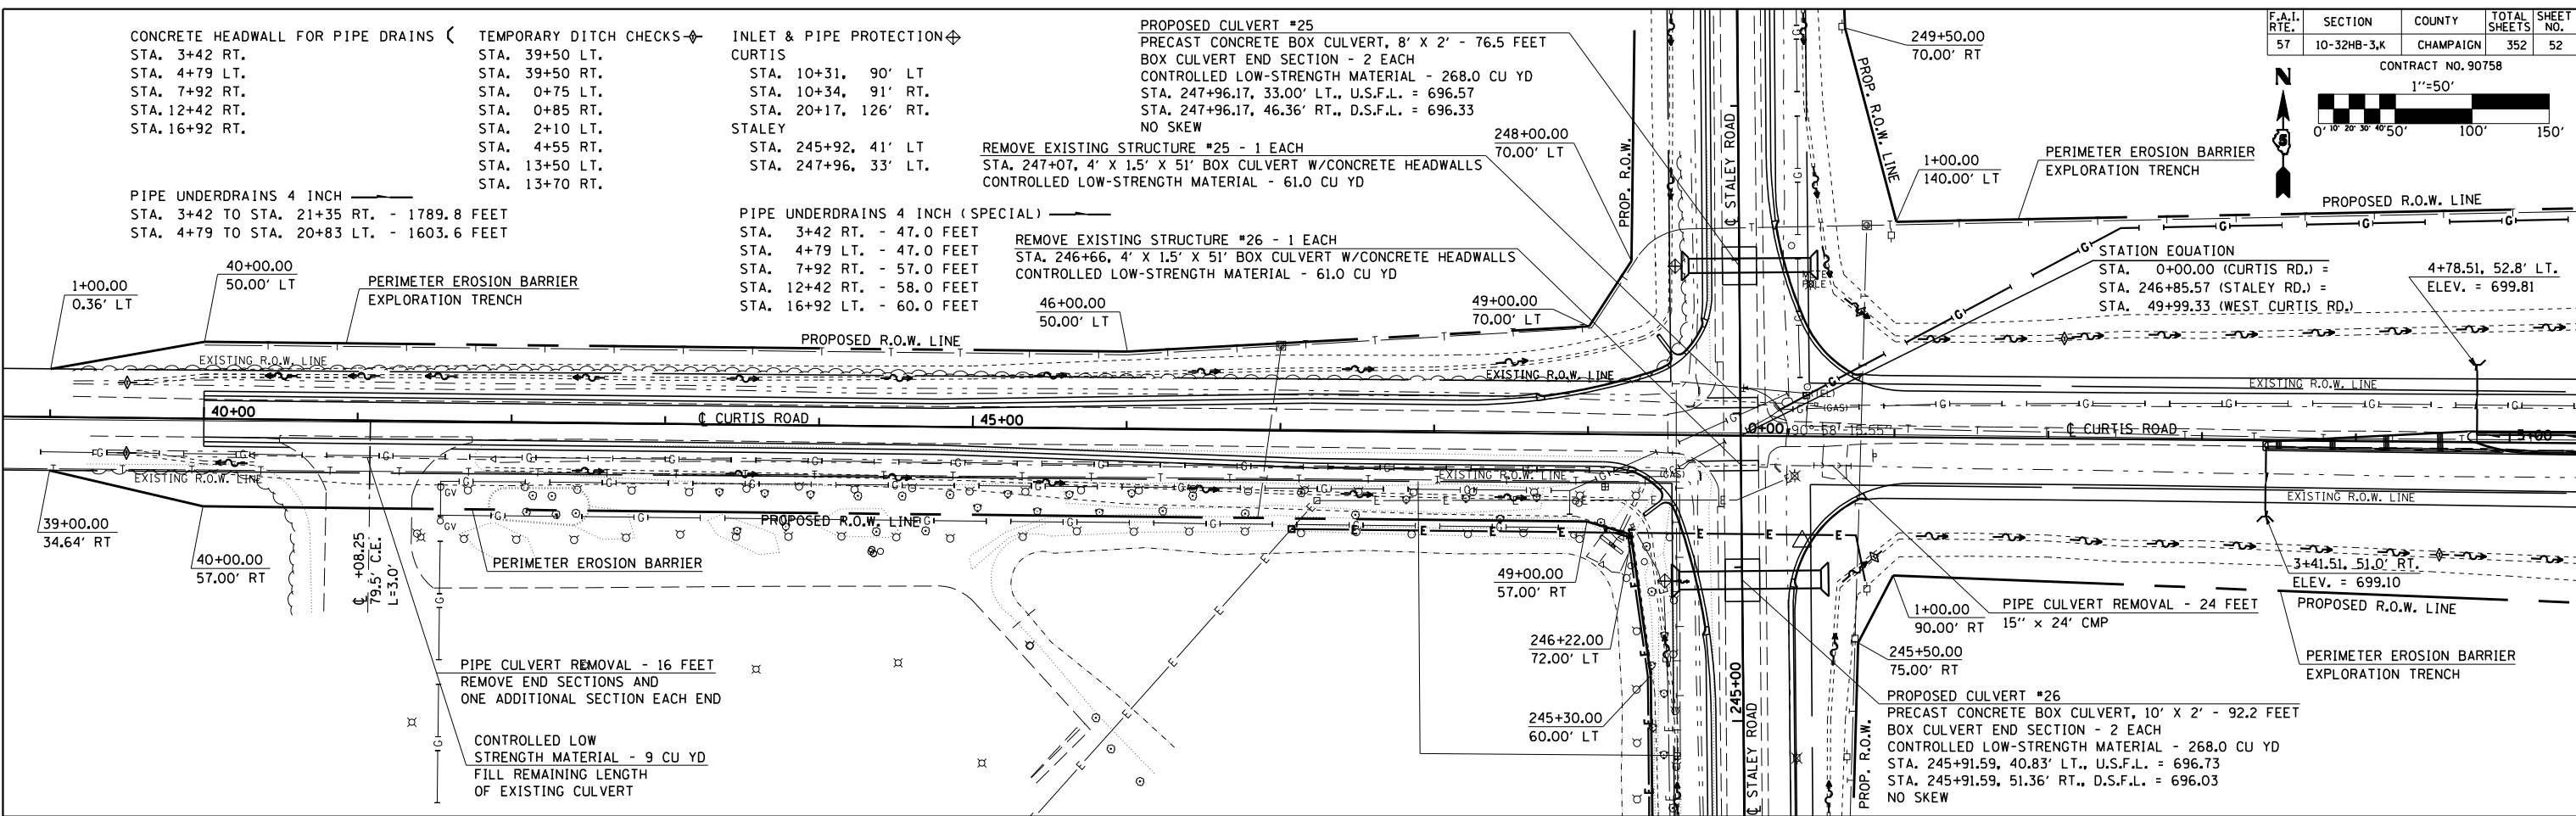 CONCRETE HEADWALL FOR PIPE DRAINS
STA. 3+42 RT.
STA. 4+79 LT.
STA. 7+92 RT.
STA. 12+42 RT.
STA. 16+92 RT.
TEMPORARY DITCH CHECKS
STA. 39+50 LT.
STA. 39+50 RT.
STA. 0+75 LT.
STA. 0+85 RT.
STA. 2+10 LT.
STA. 4+55 RT.
STA. 13+50 LT.
STA. 13+70 RT.
INLET & PIPE PROTECTION
CURTIS
STA. 10+31, 90' LT
STA. 10+34, 91' RT.
STA. 20+17, 126' RT.
STALEY
STA. 245+92, 41' LT
STA. 247+96, 33' LT.
PIPE UNDERDRAINS 4 INCH
STA. 3+42 TO STA. 21+35 RT. - 1789.8 FEET
STA. 4+79 TO STA. 20+83 LT. - 1603.6 FEET
PIPE UNDERDRAINS 4 INCH (SPECIAL)
STA. 3+42 RT. - 47.0 FEET
STA. 4+79 LT. - 47.0 FEET
STA. 7+92 RT. - 57.0 FEET
STA. 12+42 RT. - 58.0 FEET
STA. 16+92 LT. - 60.0 FEET
PROPOSED CULVERT #25
PRECAST CONCRETE BOX CULVERT, 8' X 2' - 76.5 FEET
BOX CULVERT END SECTION - 2 EACH
CONTROLLED LOW-STRENGTH MATERIAL - 268.0 CU YD
STA. 247+96.17, 33.00' LT., U.S.F.L. = 696.57
STA. 247+96.17, 46.36' RT., D.S.F.L. = 696.33
NO SKEW
REMOVE EXISTING STRUCTURE #25 - 1 EACH
STA. 247+07, 4' X 1.5' X 51' BOX CULVERT W/CONCRETE HEADWALLS
CONTROLLED LOW-STRENGTH MATERIAL - 61.0 CU YD
REMOVE EXISTING STRUCTURE #26 - 1 EACH
STA. 246+66, 4' X 1.5' X 51' BOX CULVERT W/CONCRETE HEADWALLS
CONTROLLED LOW-STRENGTH MATERIAL - 61.0 CU YD
248+00.00
70.00' LT
PROP. R.O.W.
℄ STALEY ROAD
PROP. R.O.W. LINE
249+50.00
70.00' RT
1+00.00
140.00' LT
PERIMETER EROSION BARRIER
EXPLORATION TRENCH
PROPOSED R.O.W. LINE
F.A.I. RTE. SECTION COUNTY TOTAL SHEETS SHEET NO.
57 10-32HB-3,K CHAMPAIGN 352 52
CONTRACT NO. 90758
N
1"=50'
0' 10' 20' 30' 40' 50' 100' 150'
STATION EQUATION
STA. 0+00.00 (CURTIS RD.) =
STA. 246+85.57 (STALEY RD.) =
STA. 49+99.33 (WEST CURTIS RD.)
4+78.51, 52.8' LT.
ELEV. = 699.81
1+00.00
0.36' LT
40+00.00
50.00' LT
PERIMETER EROSION BARRIER
EXPLORATION TRENCH
46+00.00
50.00' LT
49+00.00
70.00' LT
PROPOSED R.O.W. LINE
EXISTING R.O.W. LINE
EXISTING R.O.W. LINE
EXISTING R.O.W. LINE
40+00
℄ CURTIS ROAD
45+00
0+00
90°58'15.55"
(EL)
(GAS)
℄ CURTIS ROAD
5+00
EXISTING R.O.W. LINE
EXISTING R.O.W. LINE
EXISTING R.O.W. LINE
GV
GV
PROPOSED R.O.W. LINE
39+00.00
34.64' RT
40+00.00
57.00' RT
℄ +08.25
79.5' C.E.
L=3.0'
PERIMETER EROSION BARRIER
49+00.00
57.00' RT
246+22.00
72.00' LT
245+30.00
60.00' LT
245+00
℄ STALEY ROAD
PROP. R.O.W.
1+00.00
90.00' RT
245+50.00
75.00' RT
PIPE CULVERT REMOVAL - 24 FEET
15" x 24' CMP
3+41.51, 51.0' RT.
ELEV. = 699.10
PROPOSED R.O.W. LINE
PERIMETER EROSION BARRIER
EXPLORATION TRENCH
PIPE CULVERT REMOVAL - 16 FEET
REMOVE END SECTIONS AND
ONE ADDITIONAL SECTION EACH END
CONTROLLED LOW
STRENGTH MATERIAL - 9 CU YD
FILL REMAINING LENGTH
OF EXISTING CULVERT
PROPOSED CULVERT #26
PRECAST CONCRETE BOX CULVERT, 10' X 2' - 92.2 FEET
BOX CULVERT END SECTION - 2 EACH
CONTROLLED LOW-STRENGTH MATERIAL - 268.0 CU YD
STA. 245+91.59, 40.83' LT., U.S.F.L. = 696.73
STA. 245+91.59, 51.36' RT., D.S.F.L. = 696.03
NO SKEW